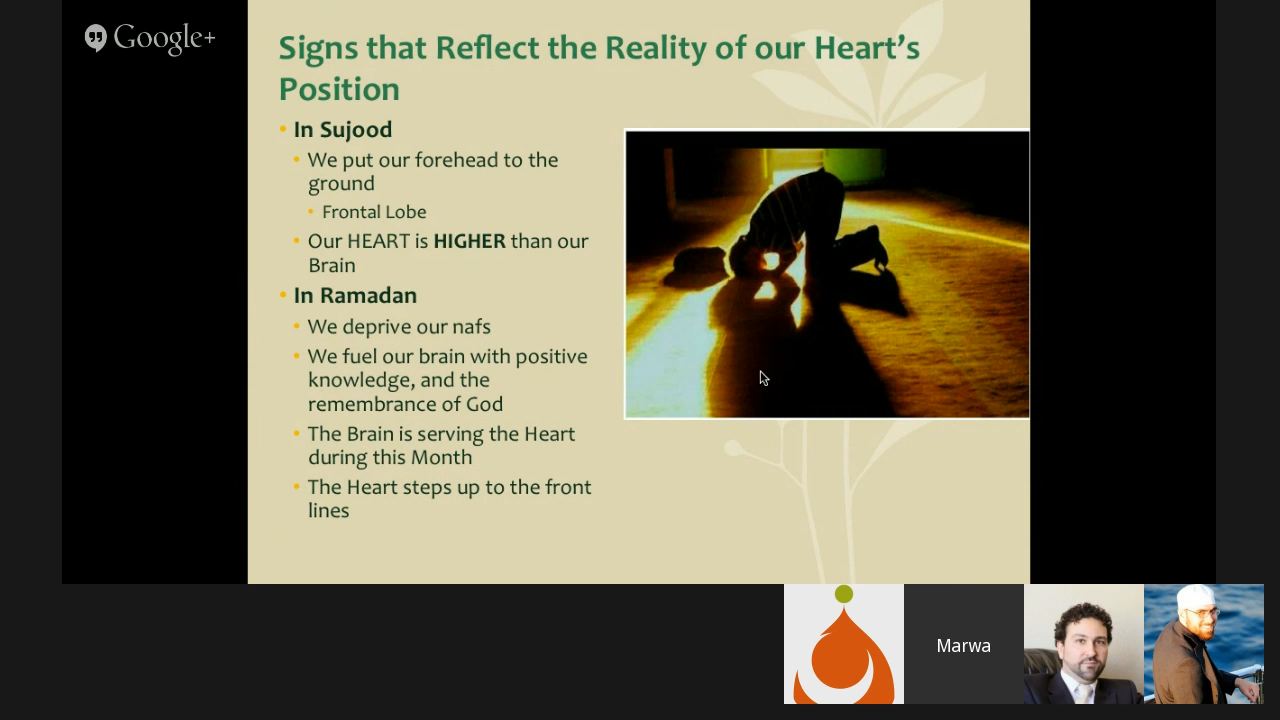 Google+
Signs that Reflect the Reality of our Heart’s
Position
• In Sujood
• We put our forehead to the
ground
• Frontal Lobe
• Our HEART is HIGHER than our
Brain
• In Ramadan
• We deprive our nafs
• We fuel our brain with positive
knowledge, and the
remembrance of God
• The Brain is serving the Heart
during this Month
• The Heart steps up to the front
lines
Marwa